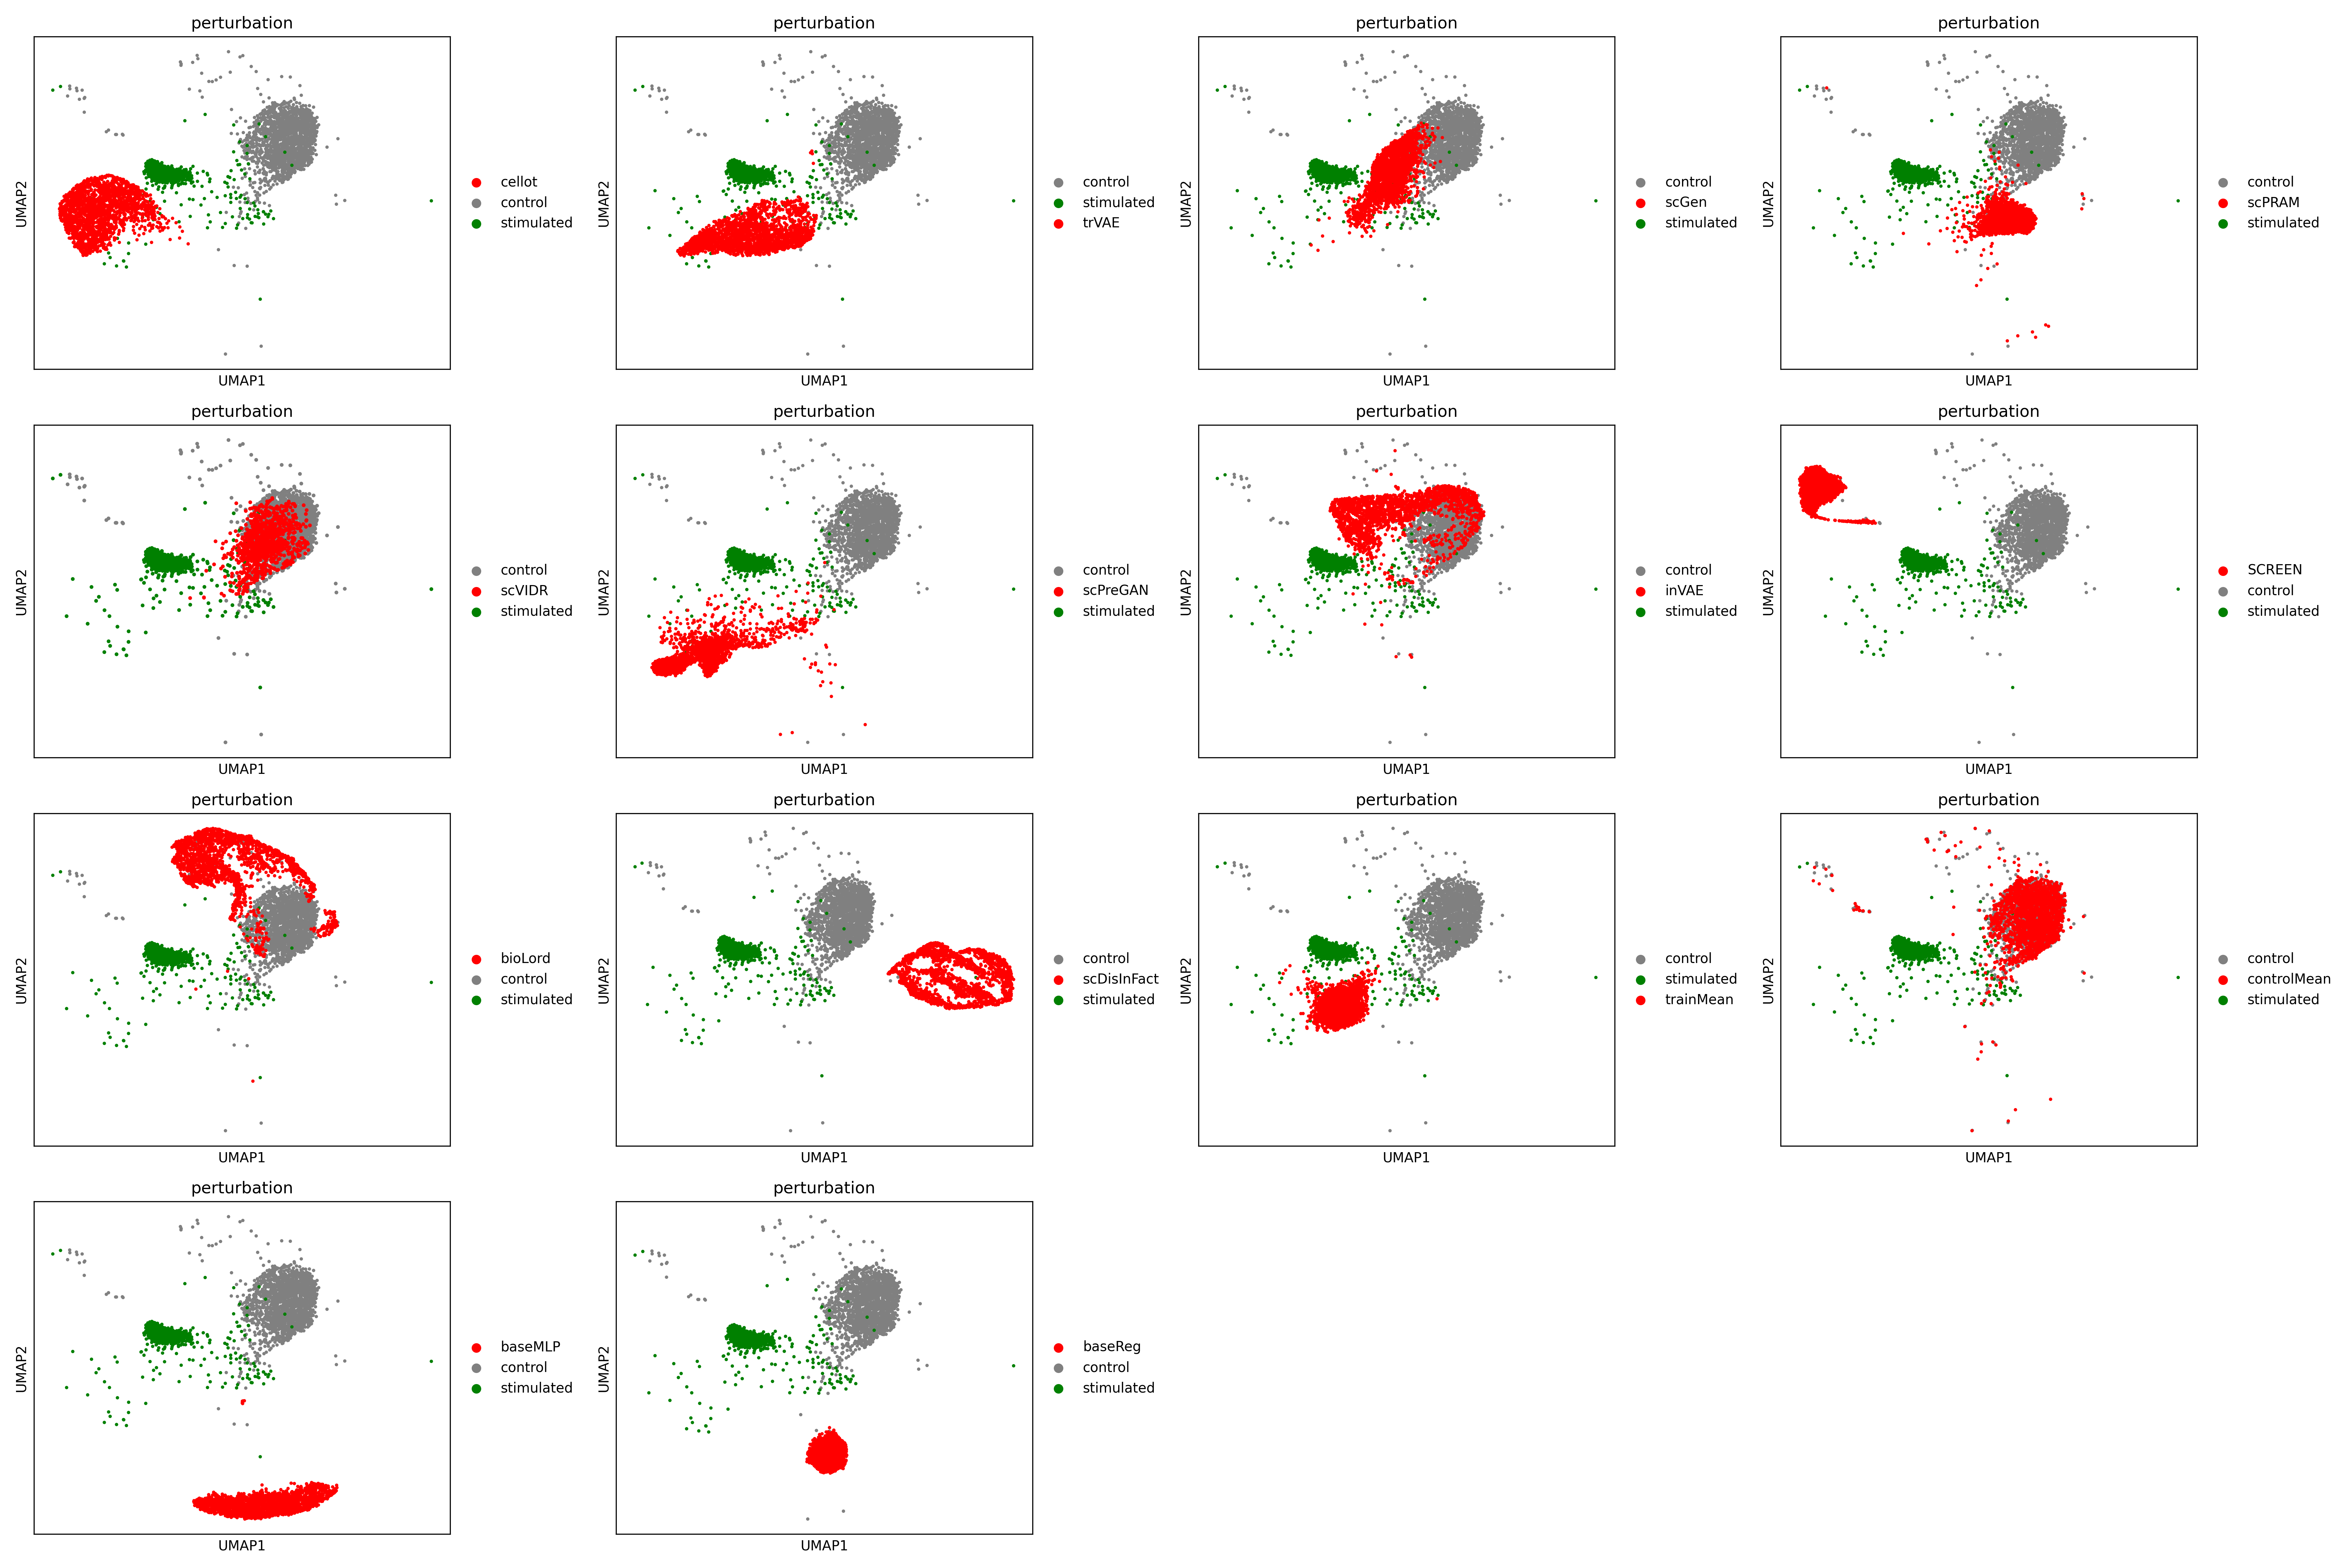 perturbation
UMAP2
UMAP1
cellot
control
stimulated
perturbation
UMAP2
UMAP1
control
stimulated
trVAE
perturbation
UMAP2
UMAP1
control
scGen
stimulated
perturbation
UMAP2
UMAP1
control
scPRAM
stimulated
perturbation
UMAP2
UMAP1
control
scVIDR
stimulated
perturbation
UMAP2
UMAP1
control
scPreGAN
stimulated
perturbation
UMAP2
UMAP1
control
inVAE
stimulated
perturbation
UMAP2
UMAP1
SCREEN
control
stimulated
perturbation
UMAP2
UMAP1
bioLord
control
stimulated
perturbation
UMAP2
UMAP1
control
scDisInFact
stimulated
perturbation
UMAP2
UMAP1
control
stimulated
trainMean
perturbation
UMAP2
UMAP1
control
controlMean
stimulated
perturbation
UMAP2
UMAP1
baseMLP
control
stimulated
perturbation
UMAP2
UMAP1
baseReg
control
stimulated